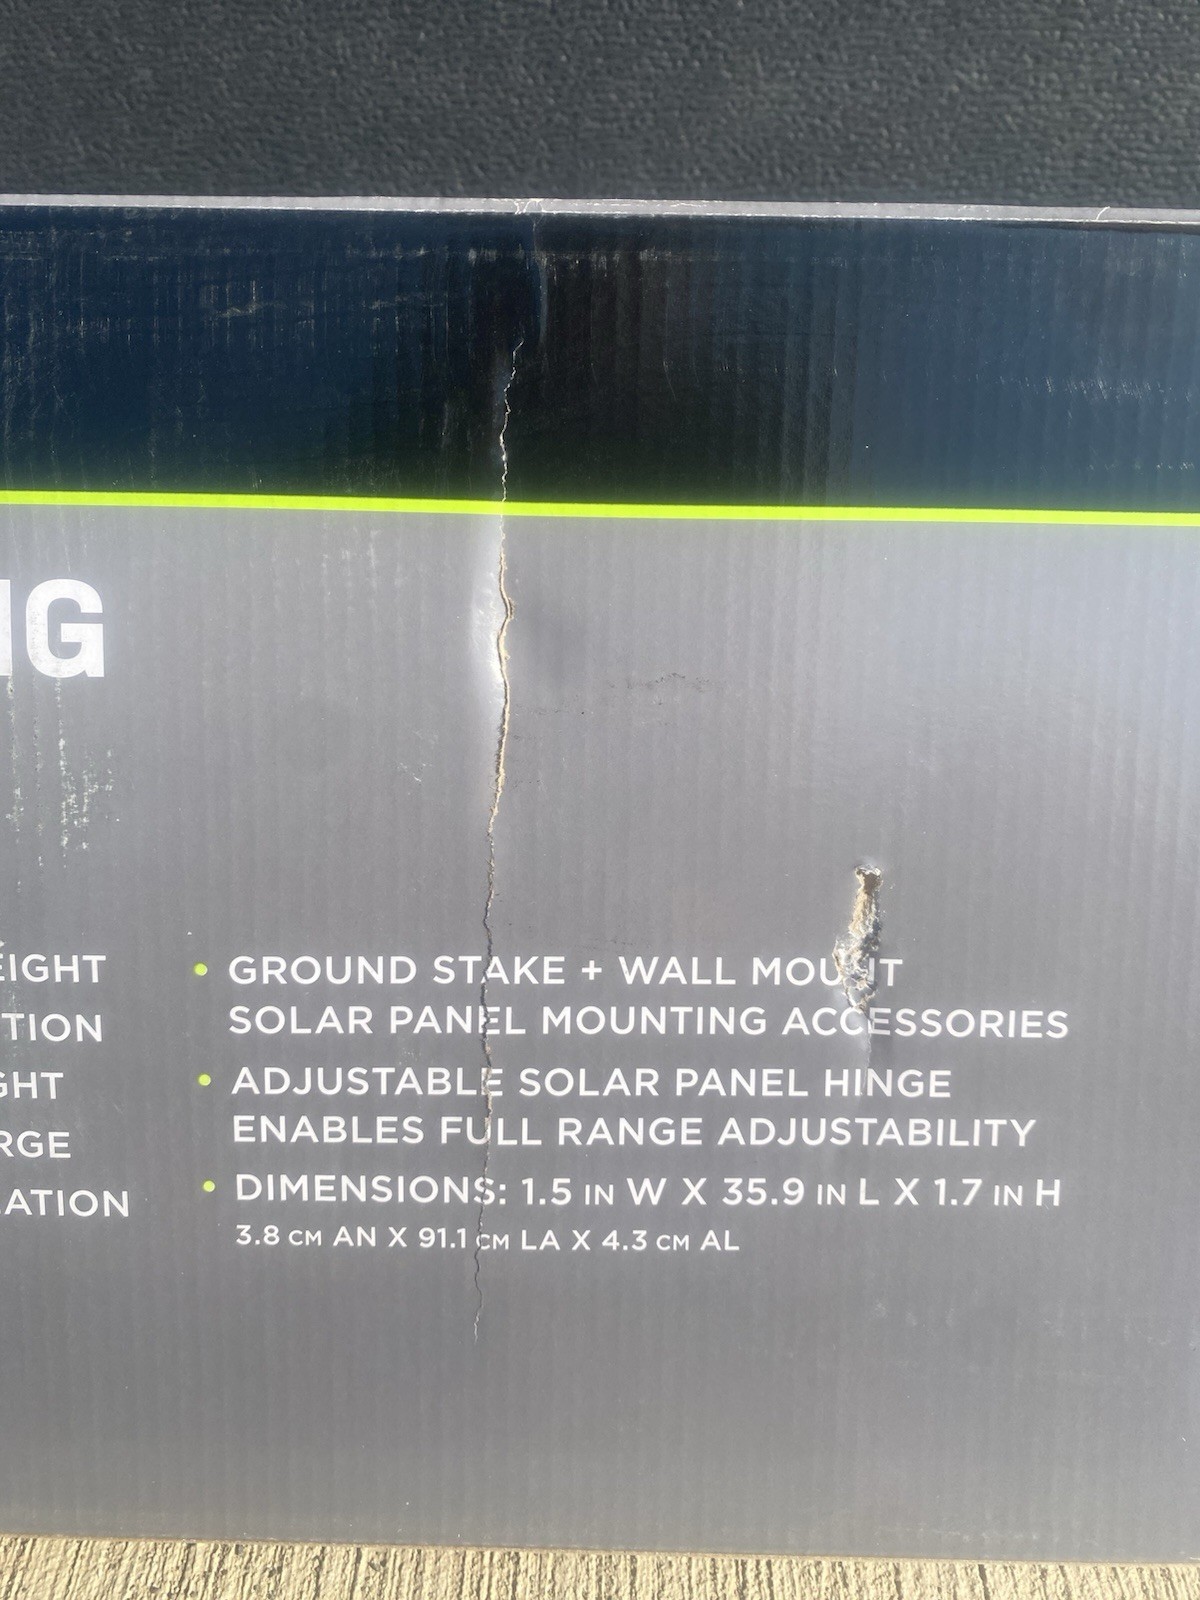 NG
EIGHT
TION
GHT
RGE
ATION
• GROUND STAKE + WALL MOUNT
SOLAR PANEL MOUNTING ACCESSORIES
• ADJUSTABLE SOLAR PANEL HINGE
ENABLES FULL RANGE ADJUSTABILITY
• DIMENSIONS: 1.5 IN W X 35.9 IN L X 1.7 IN H
3.8 CM AN X 91.1 CM LA X 4.3 CM AL